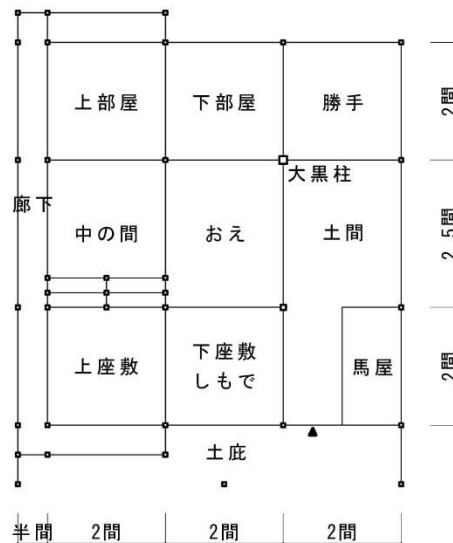 上部屋
下部屋
勝手
2間
大黒柱
廊下
中の間
おえ
土間
2.5間
上座敷
下座敷
しもで
馬屋
2間
土庇
半間
2間
2間
2間